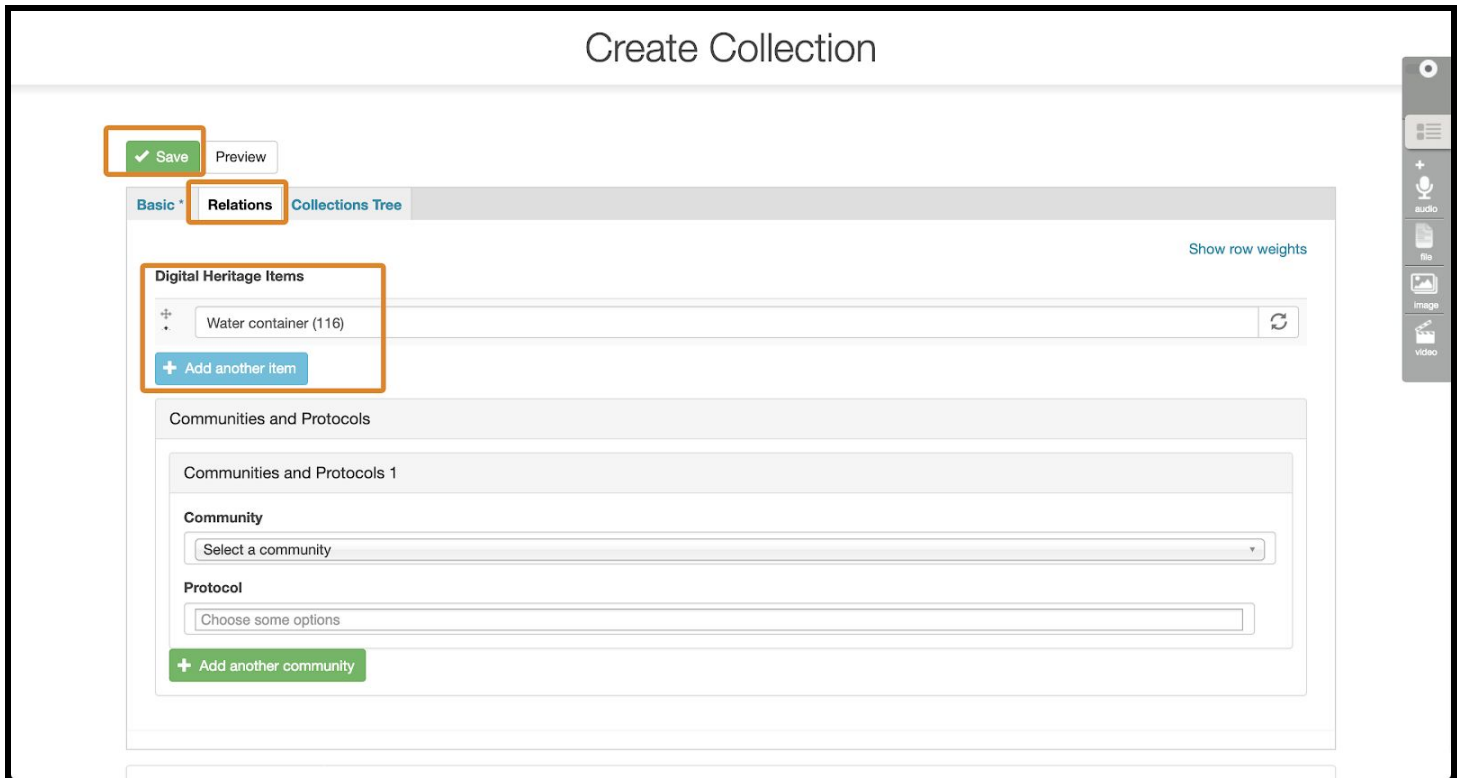 Create Collection
Save
Preview
Basic *
Relations
Collections Tree
Show row weights
Digital Heritage Items
Water container (116)
+ Add another item
Communities and Protocols
Communities and Protocols 1
Community
Select a community
Protocol
Choose some options
+ Add another community
+
audio
file
image
video